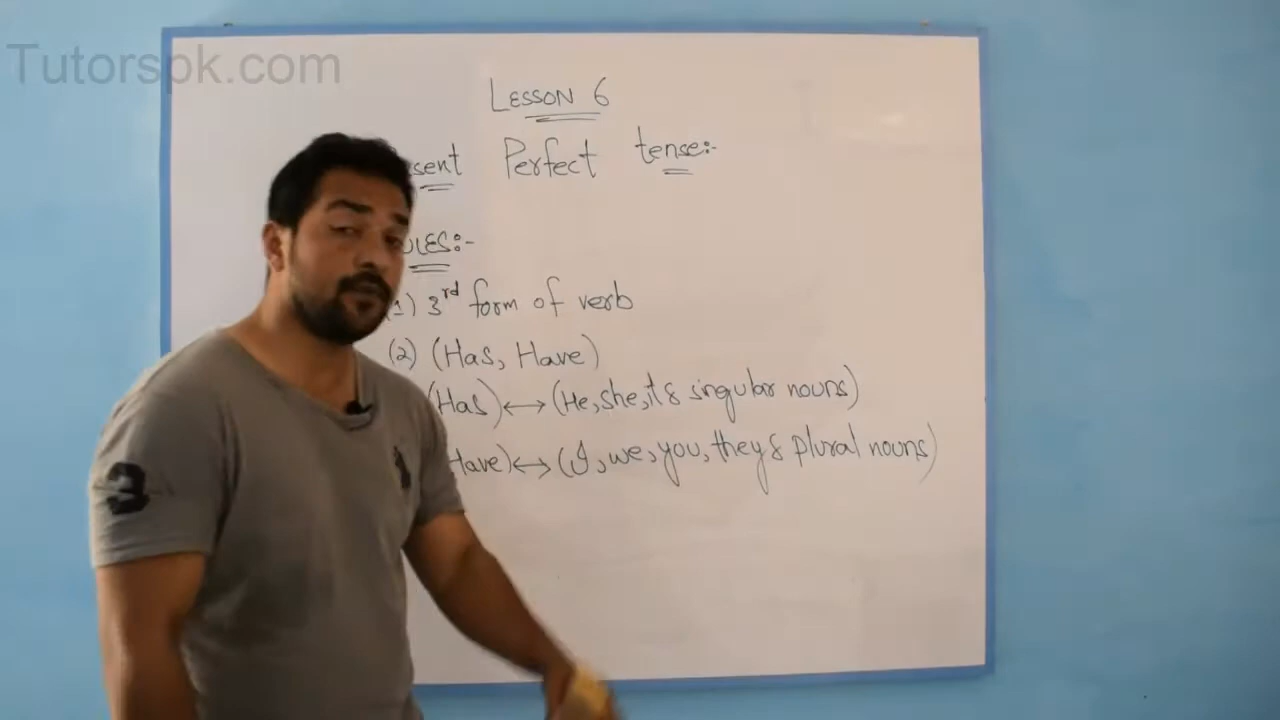 Tutorspk.com
LESSON 6
sent Perfect tense:-
ULES:-
(1) 3rd form of verb
(2) (Has, Have)
(Has) ↔ (He, she, it & singular nouns)
Have) ↔ (I, we, you, they & plural nouns)
3